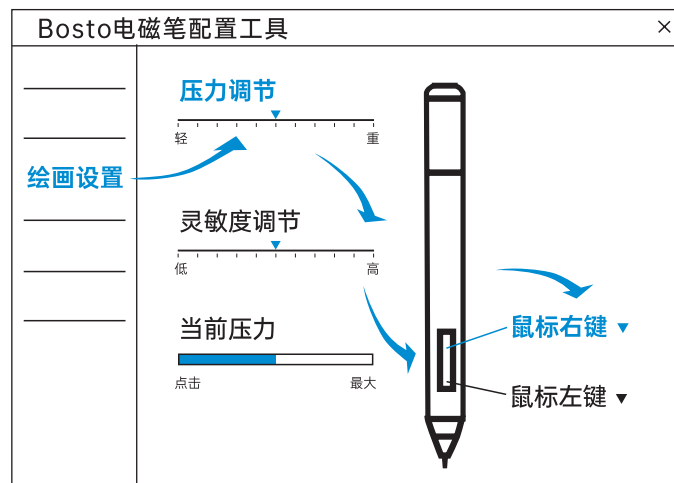 Bosto电磁笔配置工具
×
绘画设置
压力调节
轻 重
灵敏度调节
低 高
当前压力
点击 最大
鼠标右键
鼠标左键